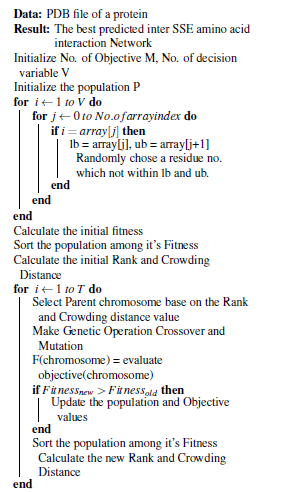 Data: PDB file of a protein
Result: The best predicted inter SSE amino acid
interaction Network
Initialize No. of Objective M, No. of decision
variable V
Initialize the population P
for i ← 1 to V do
for j ← 0 to No.ofarrayindex do
if i = array[j] then
lb = array[j], ub = array[j+1]
Randomly chose a residue no.
which not within lb and ub.
end
end
end
Calculate the initial fitness
Sort the population among it's Fitness
Calculate the initial Rank and Crowding
Distance
for i ← 1 to T do
Select Parent chromosome base on the Rank
and Crowding distance value
Make Genetic Operation Crossover and
Mutation
F(chromosome) = evaluate
objective(chromosome)
if Fitness_new > Fitness_old then
Update the population and Objective
values
end
Sort the population among it's Fitness
Calculate the new Rank and Crowding
Distance
end